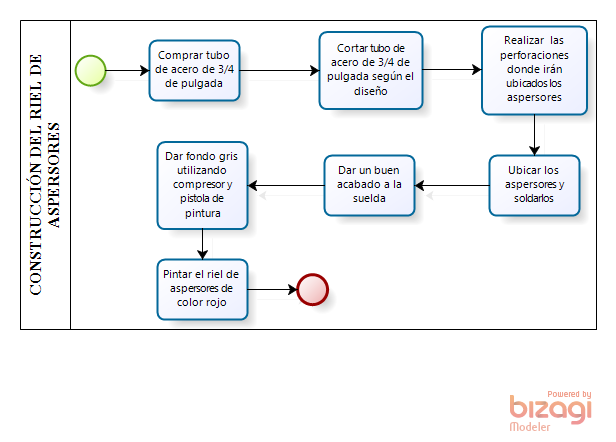 CONSTRUCCIÓN DEL RIEL DE
ASPERSORES
Comprar tubo
de acero de 3/4
de pulgada
Cortar tubo de
acero de 3/4 de
pulgada según el
diseño
Realizar las
perforaciones
donde irán
ubicados los
aspersores
Ubicar los
aspersores y
soldarlos
Dar un buen
acabado a la
suelda
Dar fondo gris
utilizando
compresor y
pistola de
pintura
Pintar el riel de
aspersores de
color rojo
Powered by
bizagi
Modeler